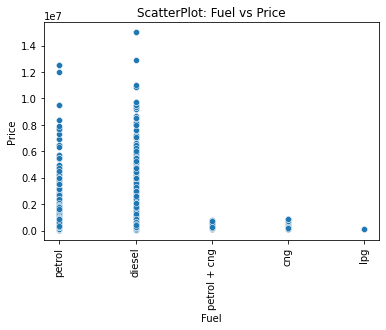 ScatterPlot: Fuel vs Price
1e7
1.4
1.2
1.0
0.8
0.6
0.4
0.2
0.0
Price
petrol
diesel
petrol + cng
cng
lpg
Fuel